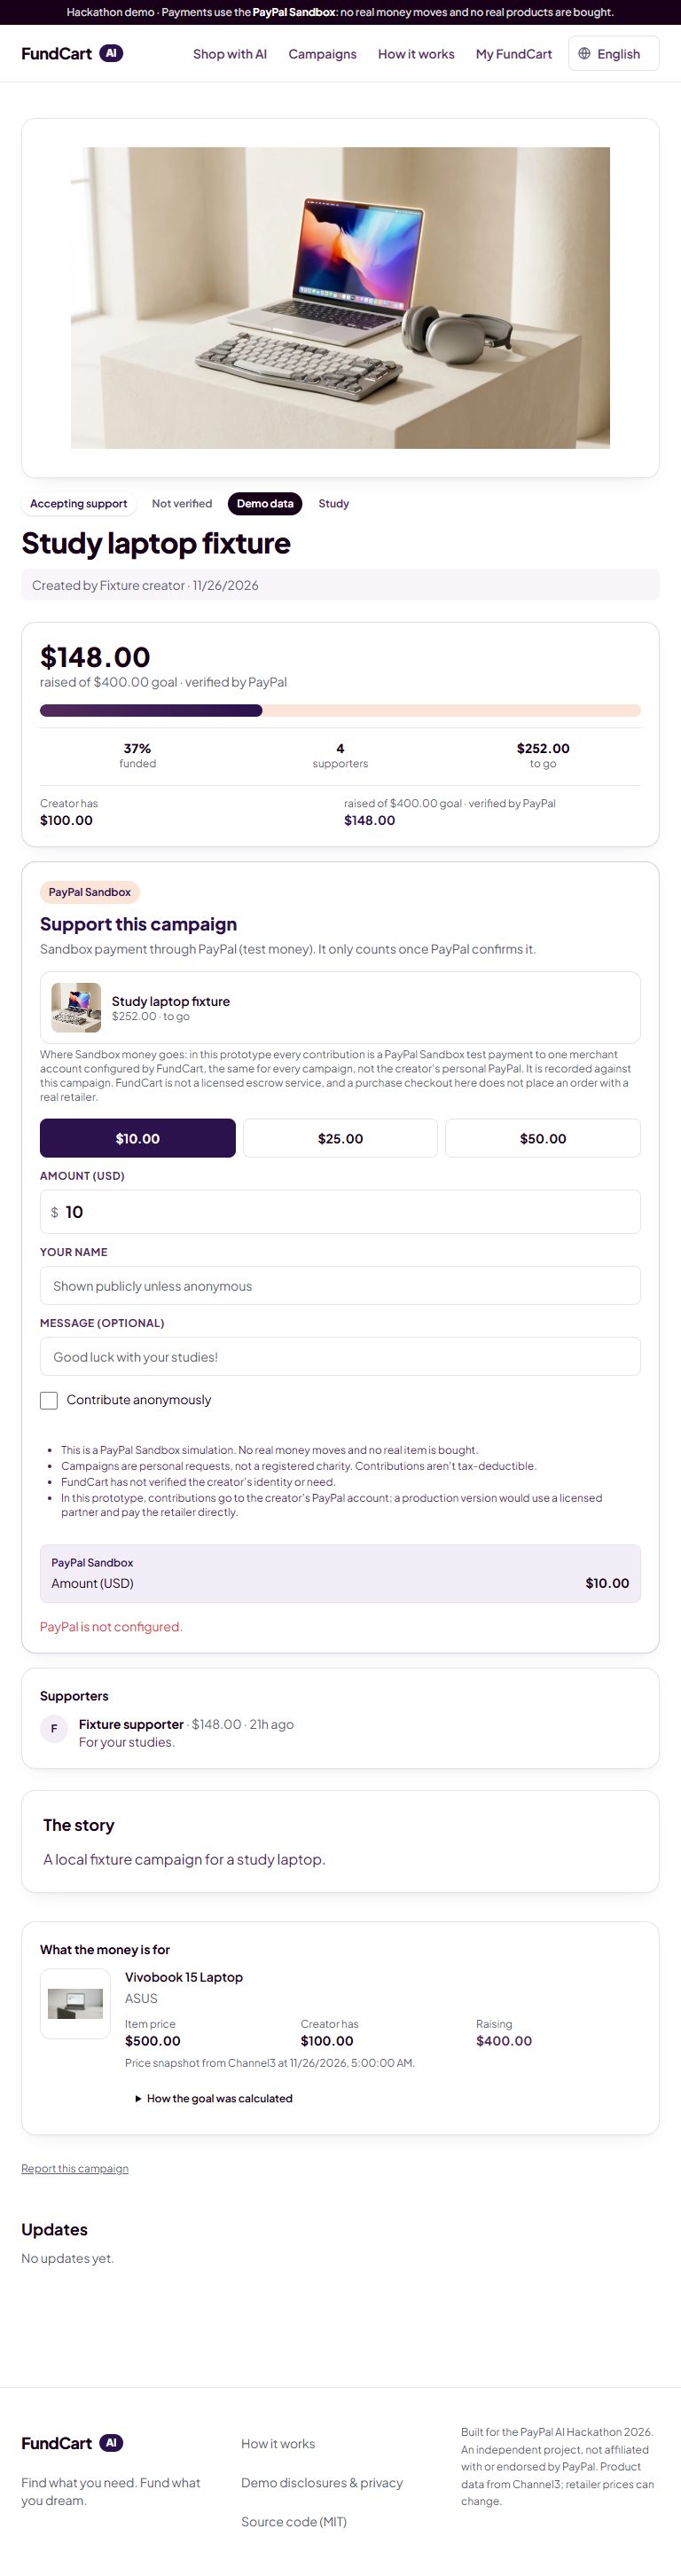 Hackathon demo · Payments use the PayPal Sandbox: no real money moves and no real products are bought.
FundCart AI
Shop with AI
Campaigns
How it works
My FundCart
English
Accepting support
Not verified
Demo data
Study
Study laptop fixture
Created by Fixture creator · 11/26/2026
$148.00
raised of $400.00 goal · verified by PayPal
37%
funded
4
supporters
$252.00
to go
Creator has
$100.00
raised of $400.00 goal · verified by PayPal
$148.00
PayPal Sandbox
Support this campaign
Sandbox payment through PayPal (test money). It only counts once PayPal confirms it.
Study laptop fixture
$252.00 · to go
Where Sandbox money goes: in this prototype every contribution is a PayPal Sandbox test payment to one merchant
account configured by FundCart, the same for every campaign, not the creator's personal PayPal. It is recorded against
this campaign. FundCart is not a licensed escrow service, and a purchase checkout here does not place an order with a
real retailer.
$10.00
$25.00
$50.00
AMOUNT (USD)
$ 10
YOUR NAME
Shown publicly unless anonymous
MESSAGE (OPTIONAL)
Good luck with your studies!
Contribute anonymously
• This is a PayPal Sandbox simulation. No real money moves and no real item is bought.
• Campaigns are personal requests, not a registered charity. Contributions aren't tax-deductible.
• FundCart has not verified the creator's identity or need.
• In this prototype, contributions go to the creator's PayPal account; a production version would use a licensed
partner and pay the retailer directly.
PayPal Sandbox
Amount (USD) $10.00
PayPal is not configured.
Supporters
F
Fixture supporter · $148.00 · 21h ago
For your studies.
The story
A local fixture campaign for a study laptop.
What the money is for
Vivobook 15 Laptop
ASUS
Item price
$500.00
Creator has
$100.00
Raising
$400.00
Price snapshot from Channel3 at 11/26/2026, 5:00:00 AM.
How the goal was calculated
Report this campaign
Updates
No updates yet.
FundCart AI
Find what you need. Fund what
you dream.
How it works
Demo disclosures & privacy
Source code (MIT)
Built for the PayPal AI Hackathon 2026.
An independent project, not affiliated
with or endorsed by PayPal. Product
data from Channel3; retailer prices can
change.